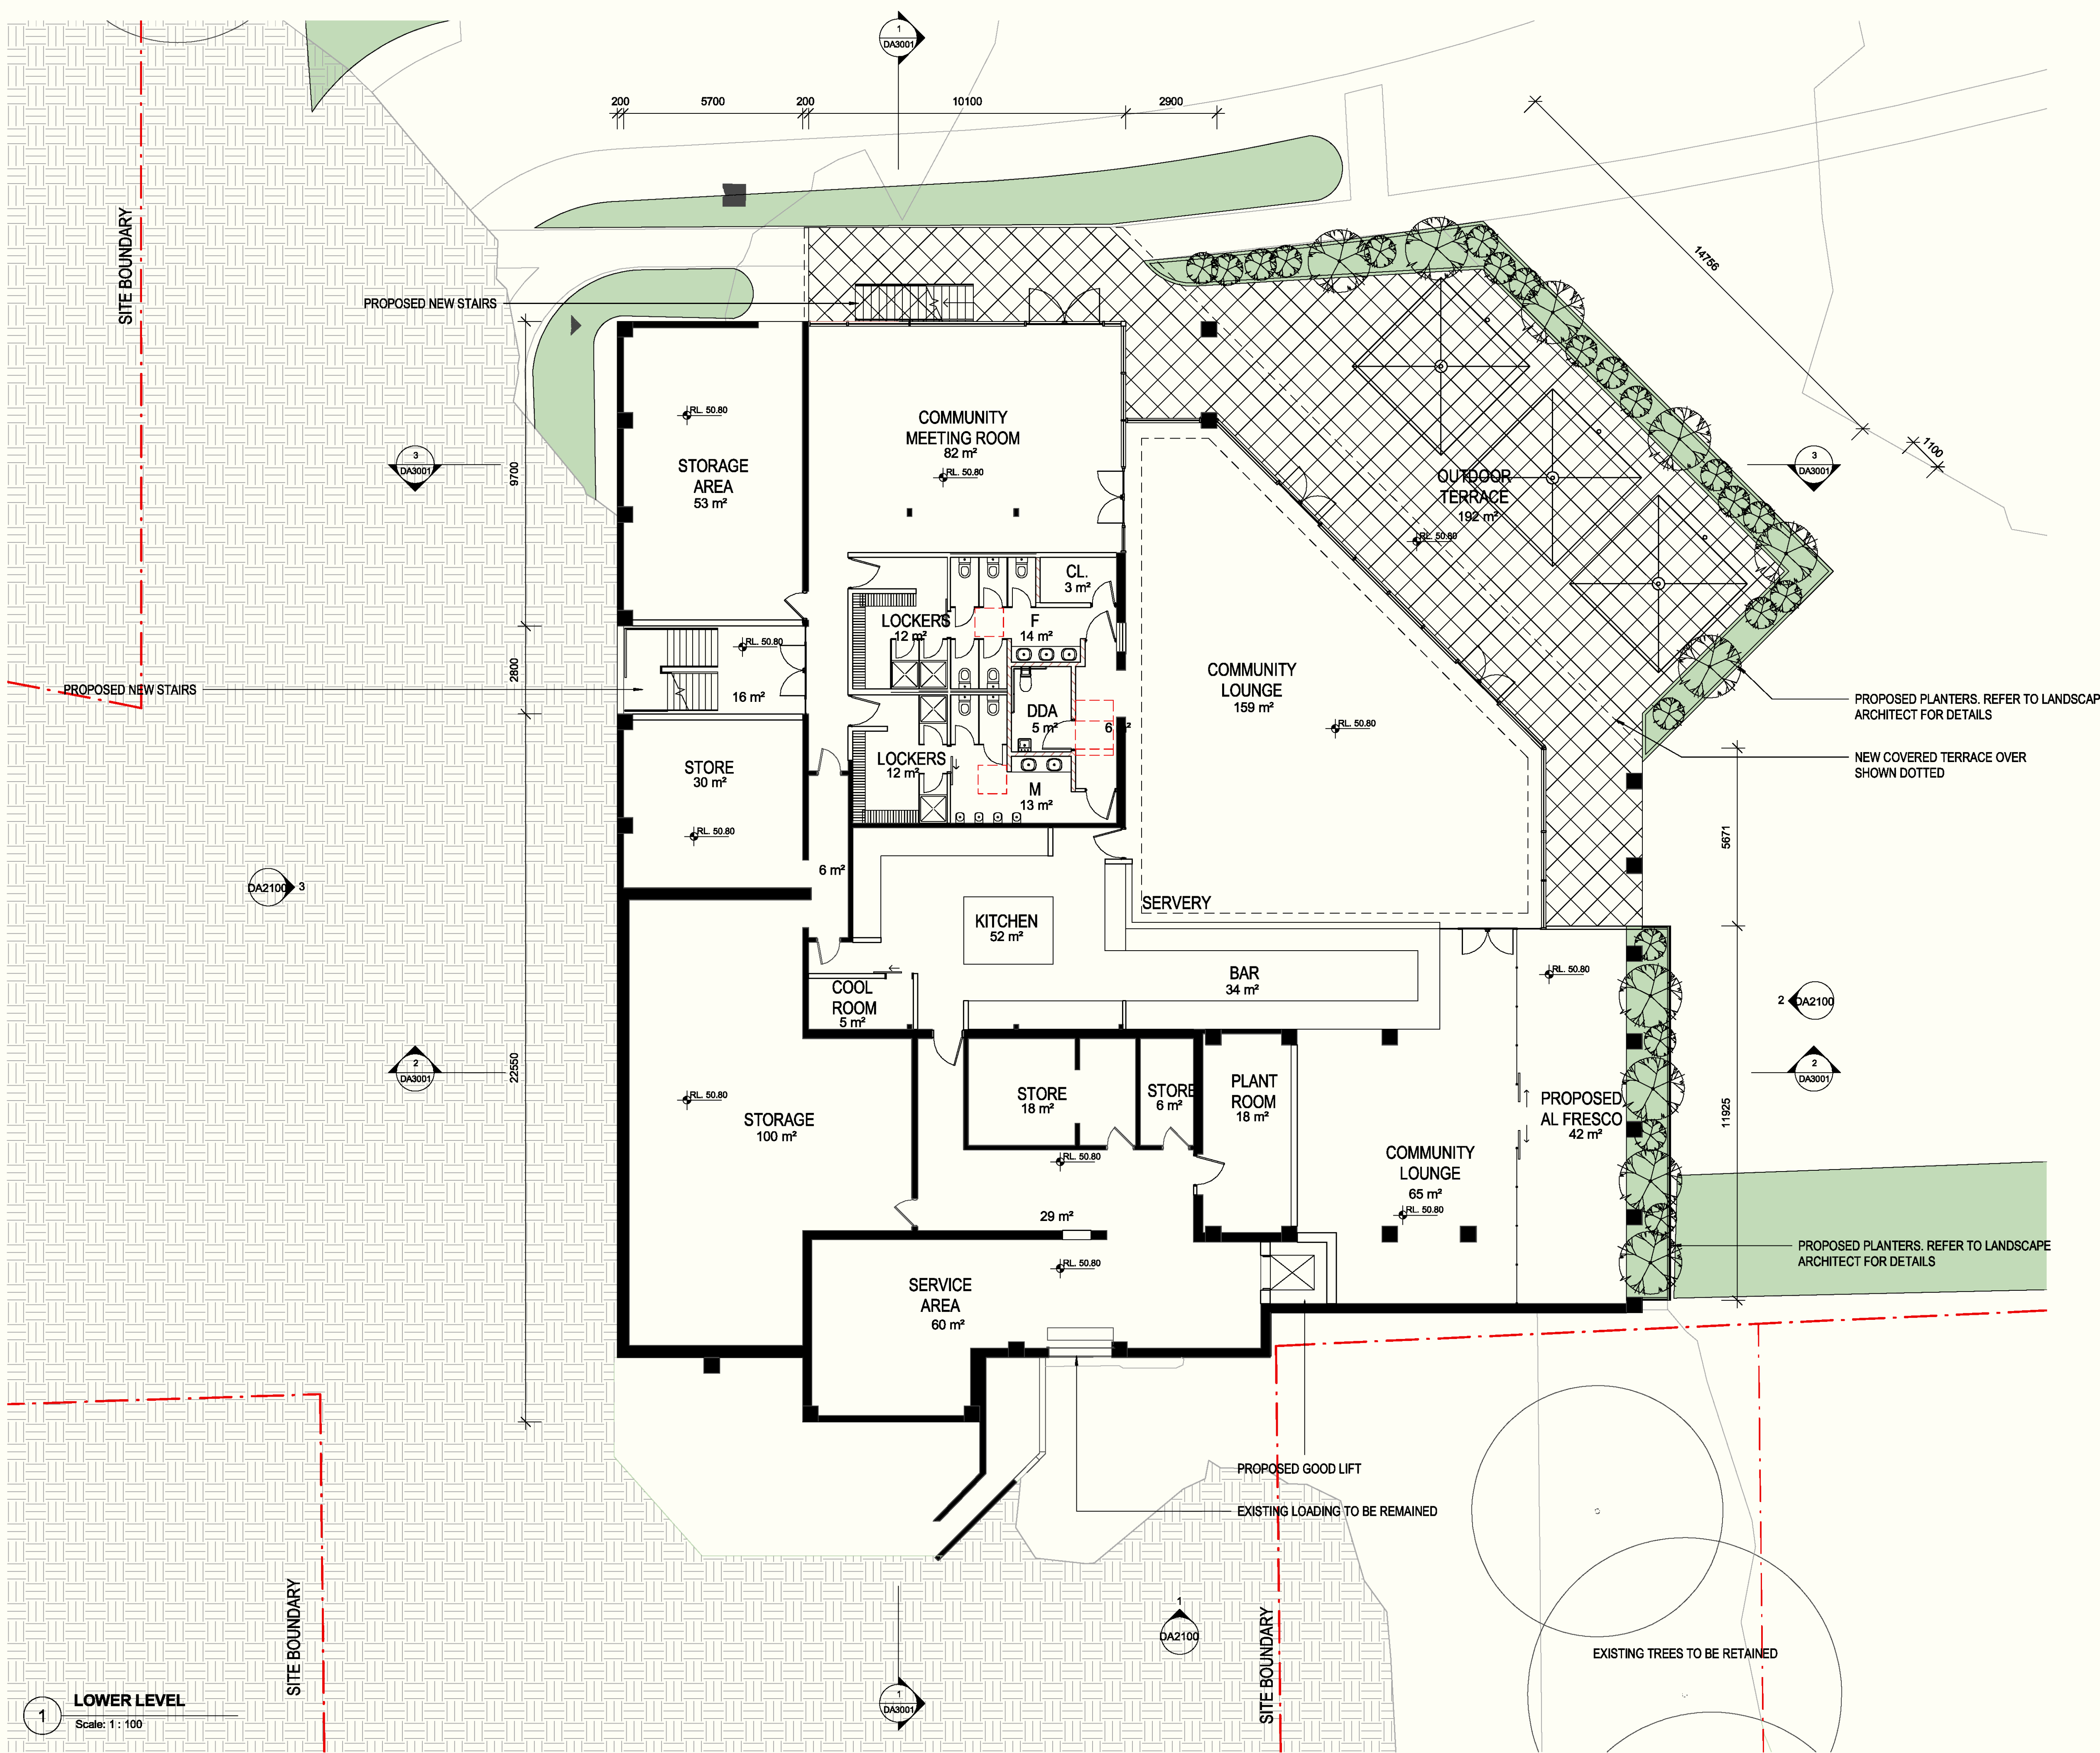 1
DA3001
200
5700
200
10100
2900
14756
1100
SITE BOUNDARY
PROPOSED NEW STAIRS
9700
2800
22550
3
DA3001
3
DA3001
RL. 50.80
STORAGE
AREA
53 m²
COMMUNITY
MEETING ROOM
82 m²
RL. 50.80
OUTDOOR
TERRACE
192 m²
RL. 50.80
CL.
3 m²
LOCKERS
12 m²
F
14 m²
RL. 50.80
16 m²
PROPOSED NEW STAIRS
COMMUNITY
LOUNGE
159 m²
RL. 50.80
DDA
5 m²
PROPOSED PLANTERS. REFER TO LANDSCAP
ARCHITECT FOR DETAILS
NEW COVERED TERRACE OVER
SHOWN DOTTED
STORE
30 m²
RL. 50.80
LOCKERS
12 m²
M
13 m²
5671
6 m²
DA2100
3
SERVERY
KITCHEN
52 m²
BAR
34 m²
RL. 50.80
COOL
ROOM
5 m²
2
DA2100
2
DA3001
2
DA3001
RL. 50.80
STORAGE
100 m²
STORE
18 m²
STORE
6 m²
PLANT
ROOM
18 m²
PROPOSED
AL FRESCO
42 m²
11925
RL. 50.80
COMMUNITY
LOUNGE
65 m²
RL. 50.80
29 m²
RL. 50.80
SERVICE
AREA
60 m²
PROPOSED PLANTERS. REFER TO LANDSCAPE
ARCHITECT FOR DETAILS
PROPOSED GOOD LIFT
EXISTING LOADING TO BE REMAINED
SITE BOUNDARY
SITE BOUNDARY
1
DA2100
EXISTING TREES TO BE RETAINED
1
DA3001
1
LOWER LEVEL
Scale: 1 : 100